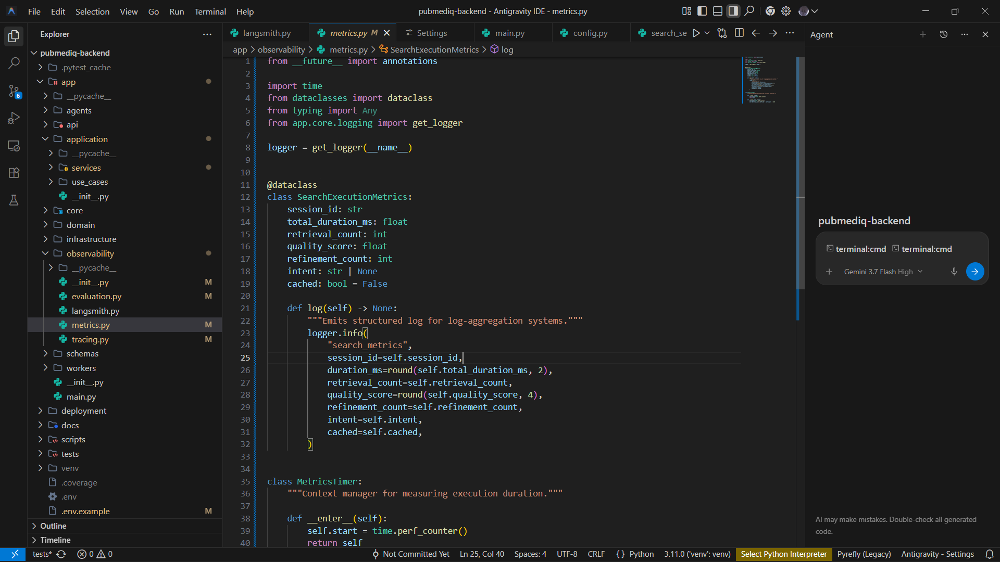 File Edit Selection View Go Run Terminal Help
pubmediq-backend - Antigravity IDE - metrics.py
Explorer
pubmediq-backend
.pytest_cache
app
__pycache__
agents
api
application
__pycache__
services
use_cases
__init__.py
core
domain
infrastructure
observability
__pycache__
__init__.py M
evaluation.py M
langsmith.py
metrics.py M
tracing.py M
schemas
workers
__init__.py
main.py
deployment
docs
scripts
tests
venv
.coverage
.env
.env.example M
Outline
Timeline
6
langsmith.py metrics.py M Settings main.py config.py search_se
app > observability > metrics.py > SearchExecutionMetrics > log
1 from __future__ import annotations
2
3 import time
4 from dataclasses import dataclass
5 from typing import Any
6 from app.core.logging import get_logger
7
8 logger = get_logger(__name__)
9
10
11 @dataclass
12 class SearchExecutionMetrics:
13 session_id: str
14 total_duration_ms: float
15 retrieval_count: int
16 quality_score: float
17 refinement_count: int
18 intent: str | None
19 cached: bool = False
20
21 def log(self) -> None:
22 """Emits structured log for log-aggregation systems."""
23 logger.info(
24 "search_metrics",
25 session_id=self.session_id,
26 duration_ms=round(self.total_duration_ms, 2),
27 retrieval_count=self.retrieval_count,
28 quality_score=round(self.quality_score, 4),
29 refinement_count=self.refinement_count,
30 intent=self.intent,
31 cached=self.cached,
32 )
33
34
35 class MetricsTimer:
36 """Context manager for measuring execution duration."""
37
38 def __enter__(self):
39 self.start = time.perf_counter()
40 return self
Agent
pubmediq-backend
terminal:cmd terminal:cmd
Gemini 3.7 Flash High
AI may make mistakes. Double-check all generated
code.
tests* 0 0 Not Committed Yet Ln 25, Col 40 Spaces: 4 UTF-8 CRLF {} Python 3.11.0 ('venv': venv) Select Python Interpreter Pyrefly (Legacy) Antigravity - Settings